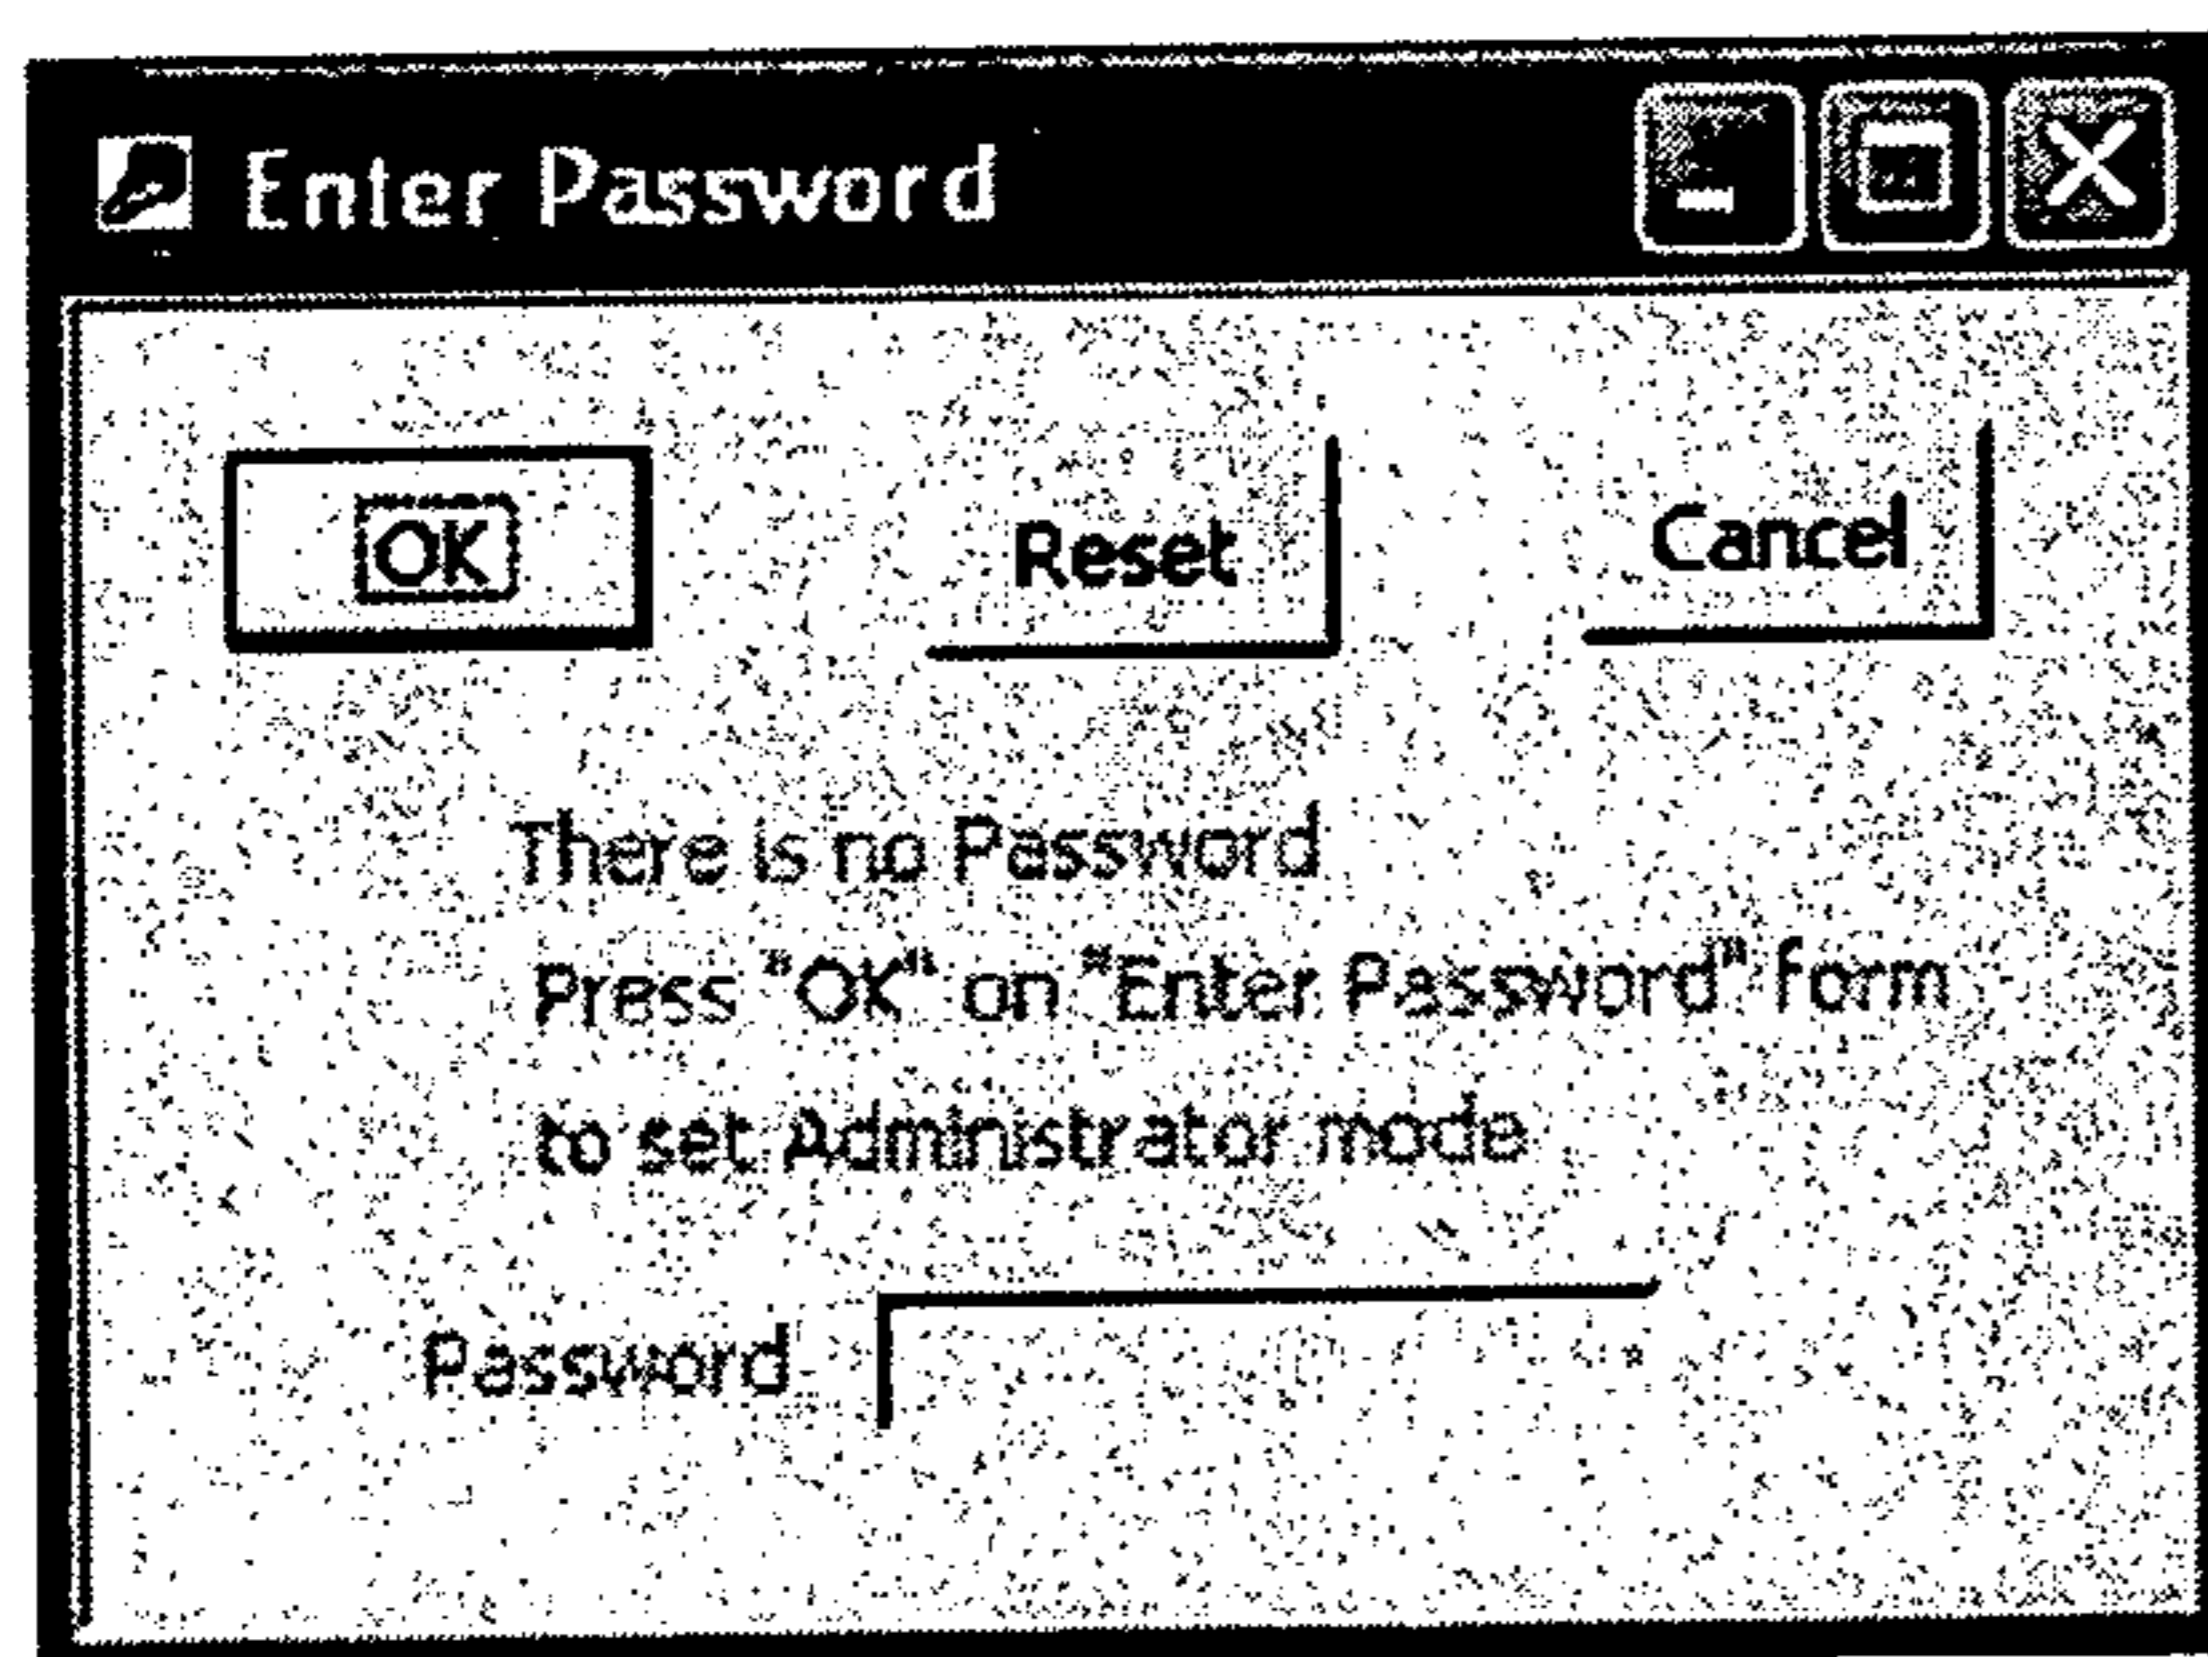 Enter Password
OK Reset Cancel
There is no Password
Press "OK" on "Enter Password" form
to set Administrator mode
Password